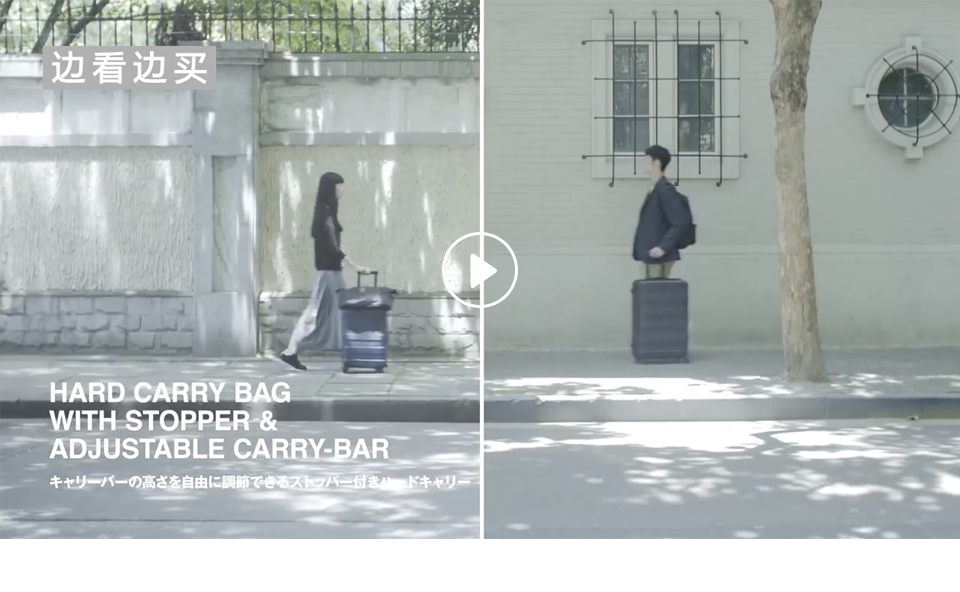 边看边买
HARD CARRY BAG
WITH STOPPER &
ADJUSTABLE CARRY-BAR
キャリーバーの高さを自由に調節できるストッパー付きハードキャリー